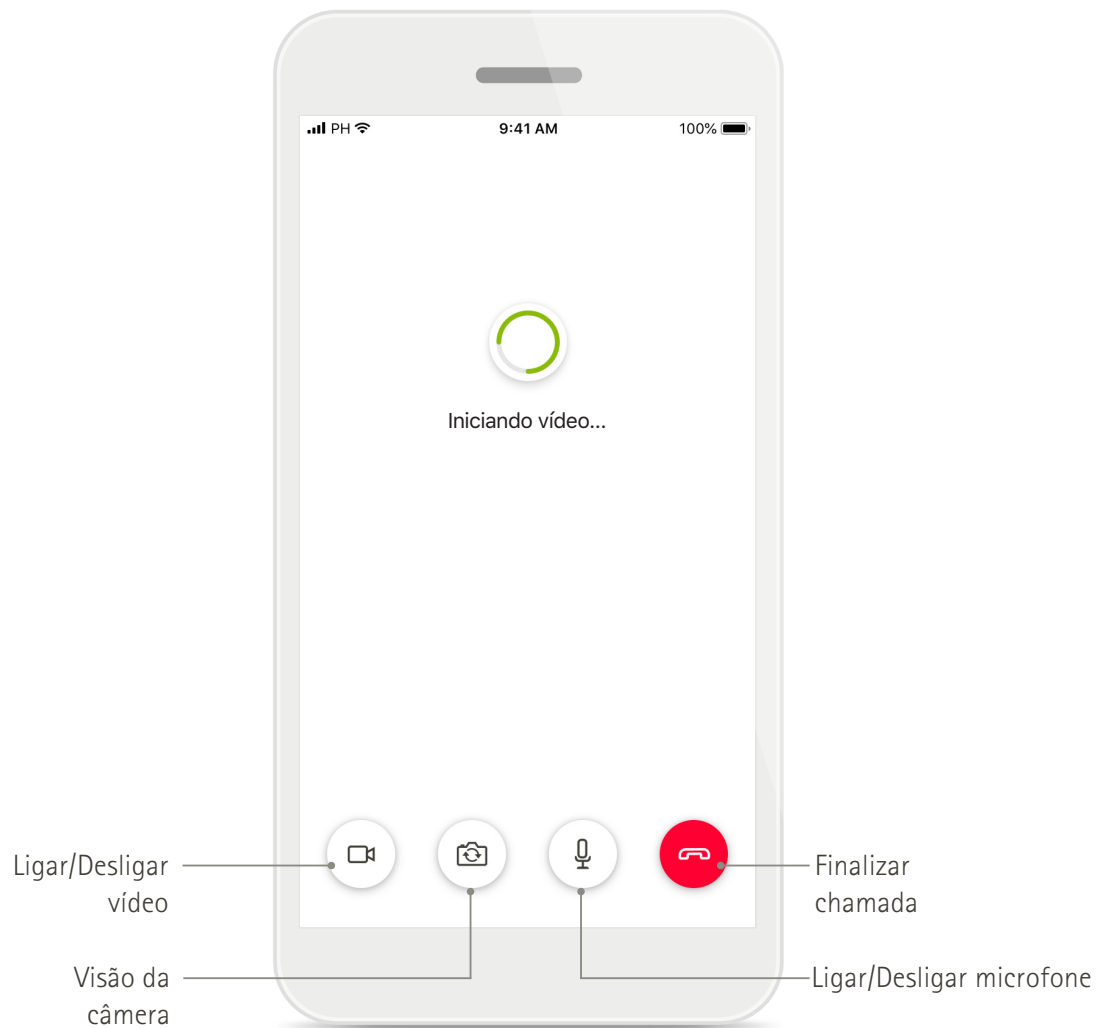 PH 9:41 AM 100%
Iniciando vídeo...
Ligar/Desligar
vídeo
Finalizar
chamada
Visão da
câmera
Ligar/Desligar microfone